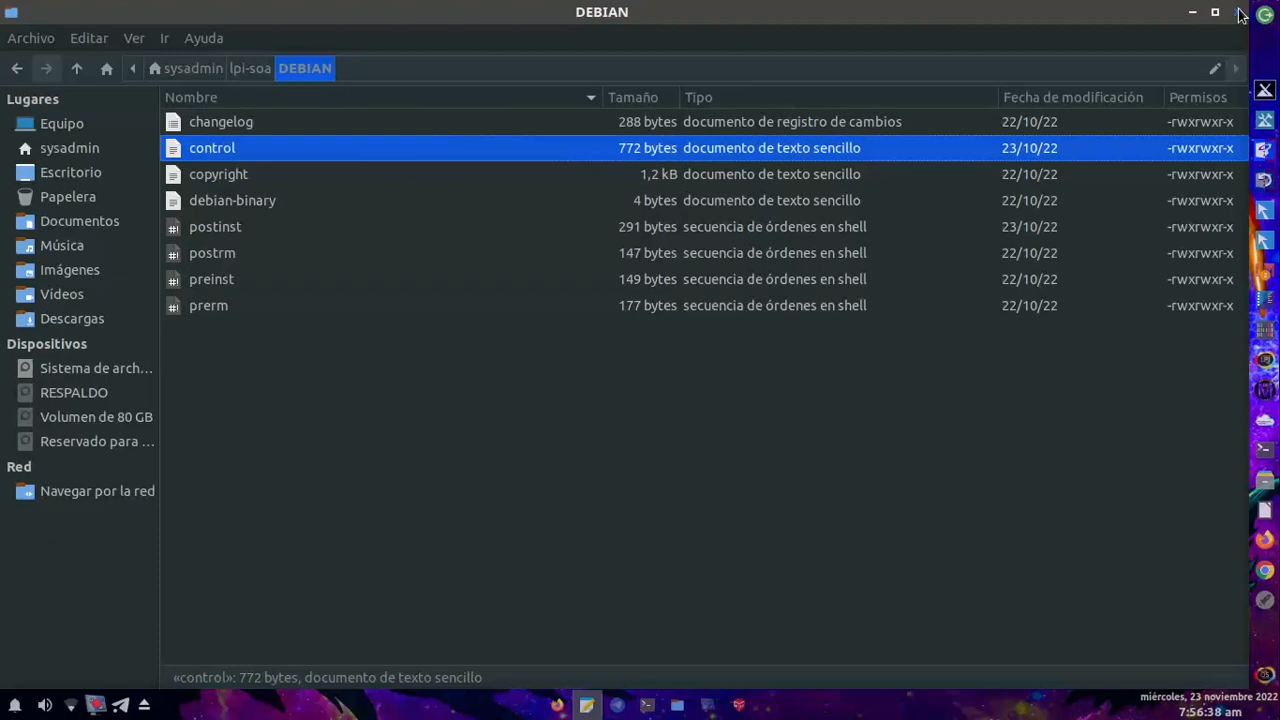 DEBIAN
Archivo Editar Ver Ir Ayuda
sysadmin lpi-soa DEBIAN
Lugares
Equipo
sysadmin
Escritorio
Papelera
Documentos
Música
Imágenes
Vídeos
Descargas
Dispositivos
Sistema de arch...
RESPALDO
Volumen de 80 GB
Reservado para ...
Red
Navegar por la red
Nombre Tamaño Tipo Fecha de modificación Permisos
changelog 288 bytes documento de registro de cambios 22/10/22 -rwxrwxr-x
control 772 bytes documento de texto sencillo 23/10/22 -rwxrwxr-x
copyright 1,2 kB documento de texto sencillo 22/10/22 -rwxrwxr-x
debian-binary 4 bytes documento de texto sencillo 22/10/22 -rwxrwxr-x
postinst 291 bytes secuencia de órdenes en shell 23/10/22 -rwxrwxr-x
postrm 147 bytes secuencia de órdenes en shell 22/10/22 -rwxrwxr-x
preinst 149 bytes secuencia de órdenes en shell 22/10/22 -rwxrwxr-x
prerm 177 bytes secuencia de órdenes en shell 22/10/22 -rwxrwxr-x
«control»: 772 bytes, documento de texto sencillo
miércoles, 23 noviembre 2022
7:56:38 am